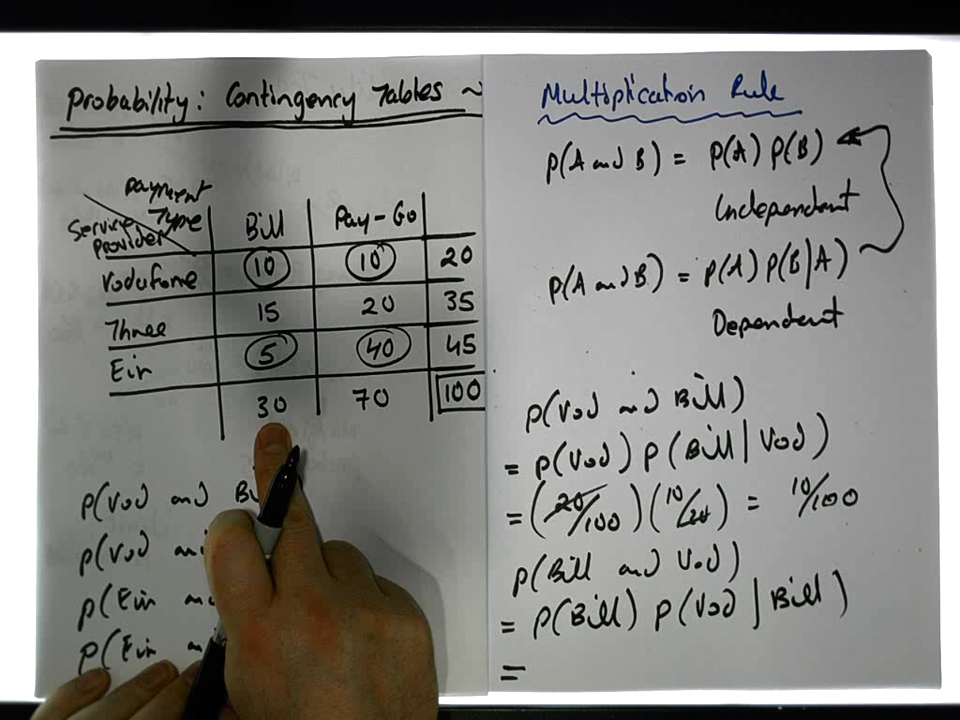 Probability: Contingency Tables ~
Payment
Type
Service
Provider
Bill Pay-Go
Vodafone 10 10 20
Three 15 20 35
Eir 5 40 45
30 70 100
P(Vod and
P(Vod
P(Eir
P(Eir
Multiplication Rule
P(A and B) = P(A) P(B)
Independent
P(A and B) = P(A) P(B|A)
Dependent
P(Vod and Bill)
= P(Vod) P(Bill | Vod)
= (20/100)(10/20) = 10/100
P(Bill and Vod)
= P(Bill) P(Vod | Bill)
=